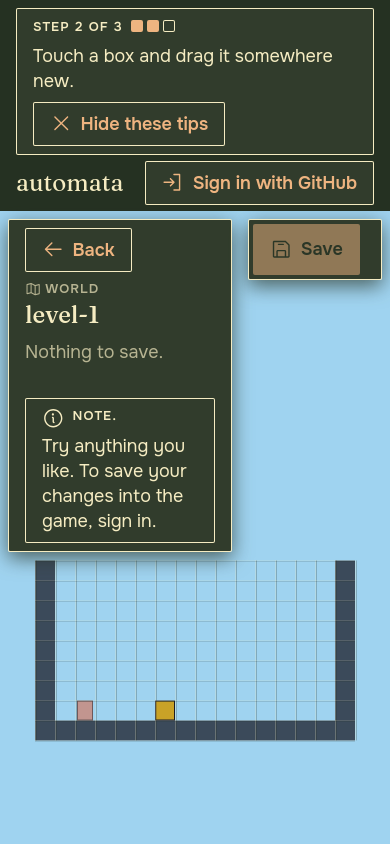 STEP 2 OF 3
Touch a box and drag it somewhere
new.
Hide these tips
automata
Sign in with GitHub
Back
Save
WORLD
level-1
Nothing to save.
NOTE.
Try anything you
like. To save your
changes into the
game, sign in.